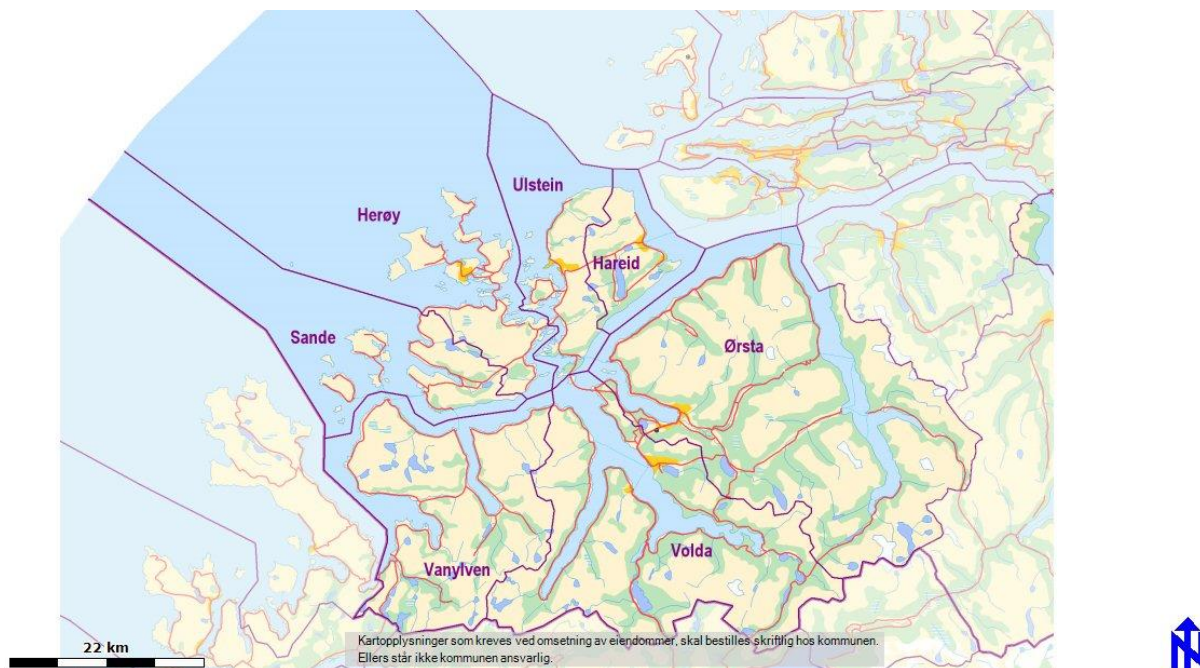 Ulstein
Herøy
Hareid
Sande
Ørsta
Volda
Vanylven
22 km
Kartopplysninger som kreves ved omsetning av eiendommer, skal bestilles skriftlig hos kommunen.
Ellers står ikke kommunen ansvarlig.
N